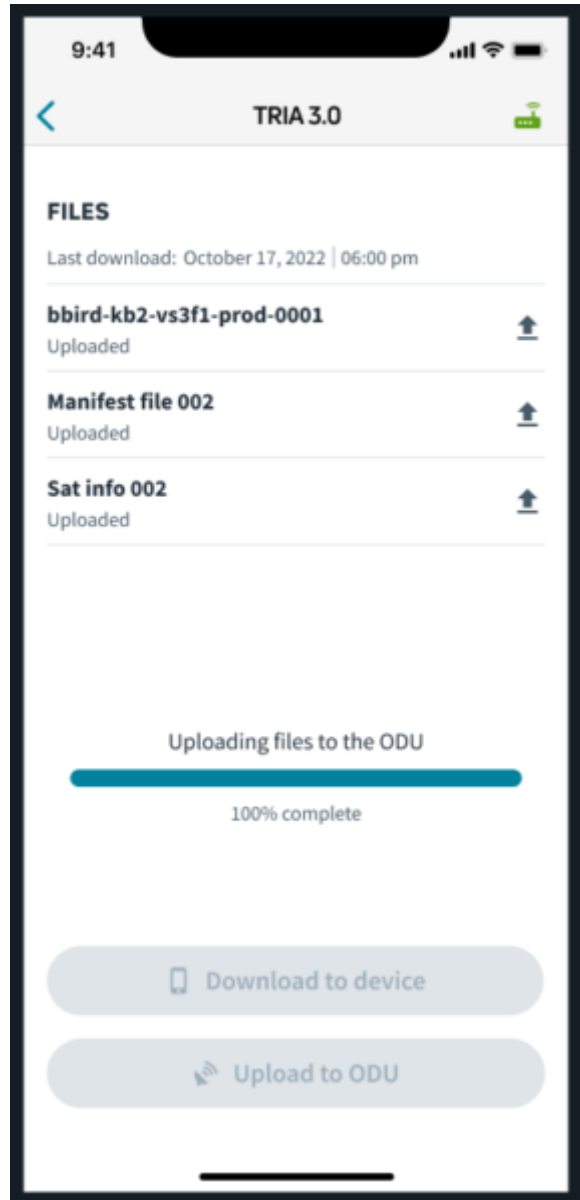 9:41
TRIA 3.0
FILES
Last download: October 17, 2022 | 06:00 pm
bbird-kb2-vs3f1-prod-0001
Uploaded
Manifest file 002
Uploaded
Sat info 002
Uploaded
Uploading files to the ODU
100% complete
Download to device
Upload to ODU